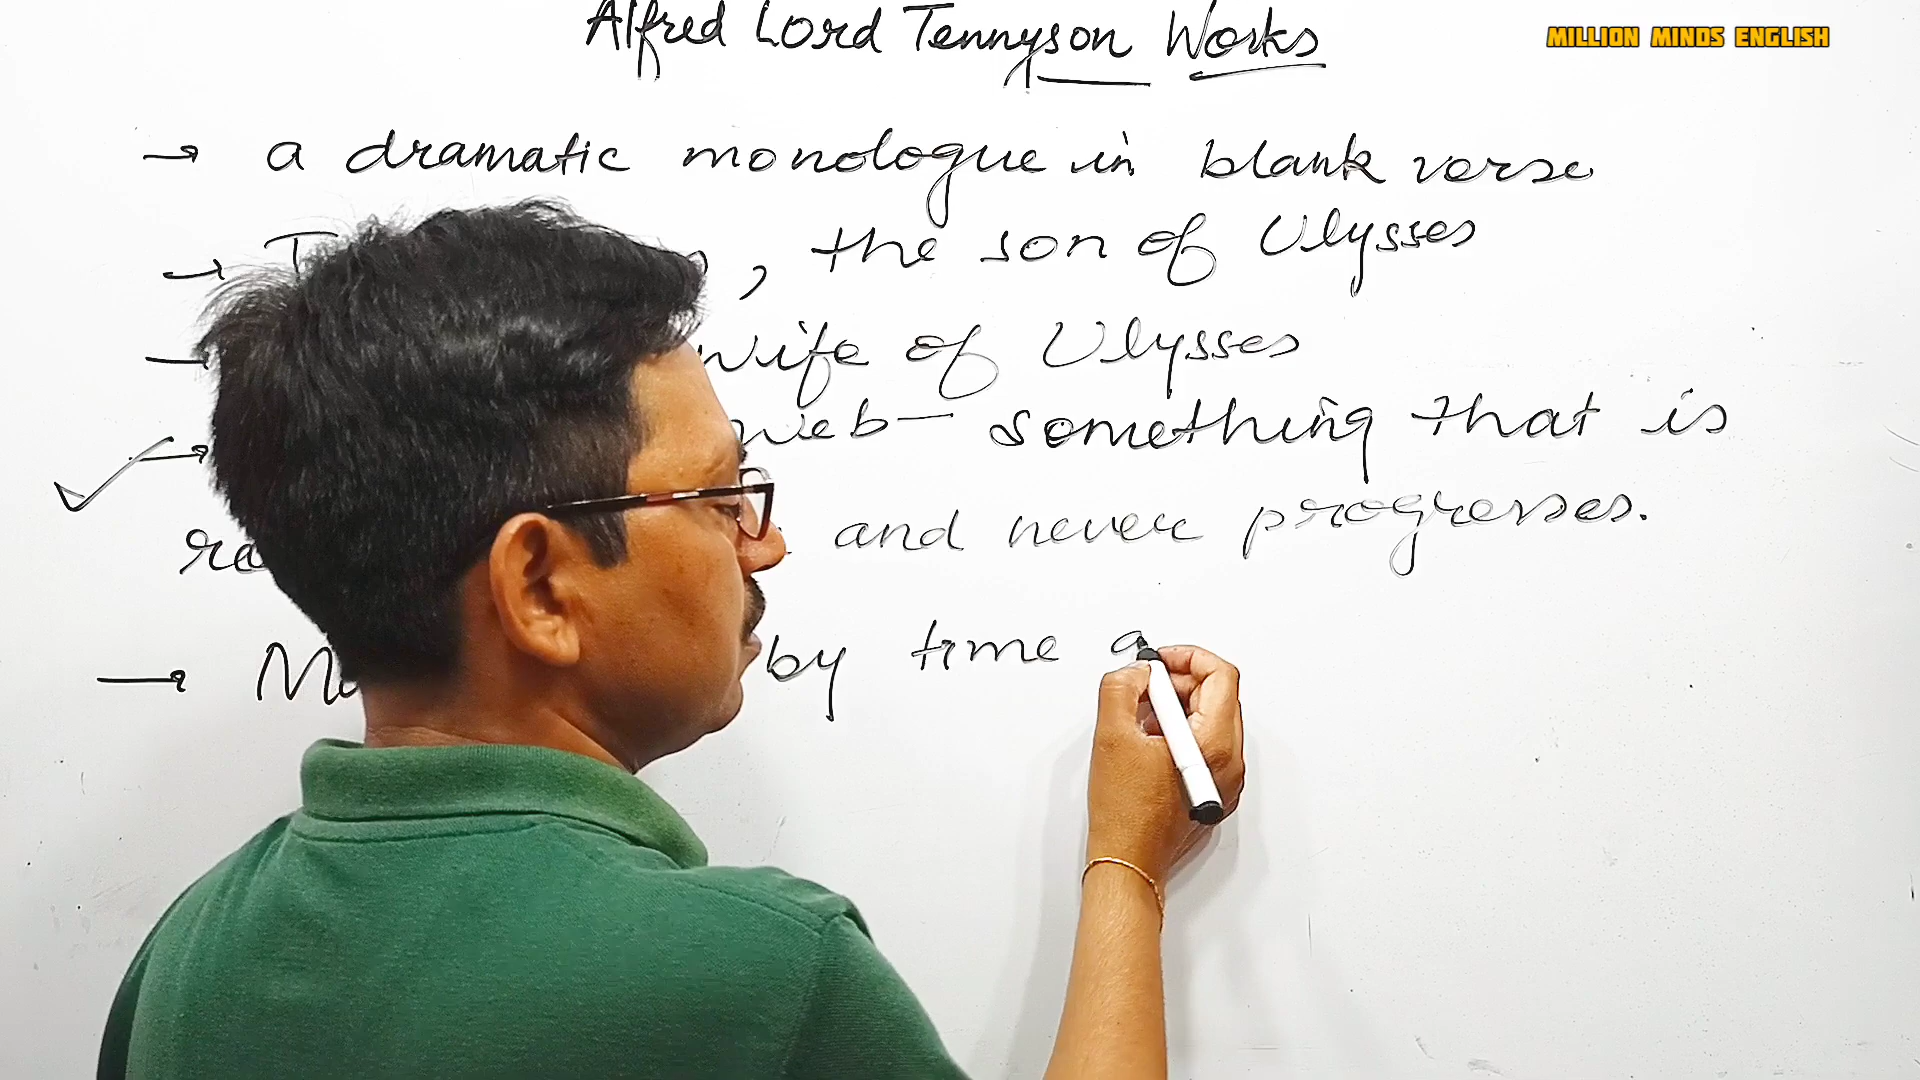 Alfred Lord Tennyson Works
MILLION MINDS ENGLISH
→ a dramatic monologue in blank verse
→ , the son of Ulysses
wife of Ulysses
→ web — something that is
and never progresses.
→ by time a